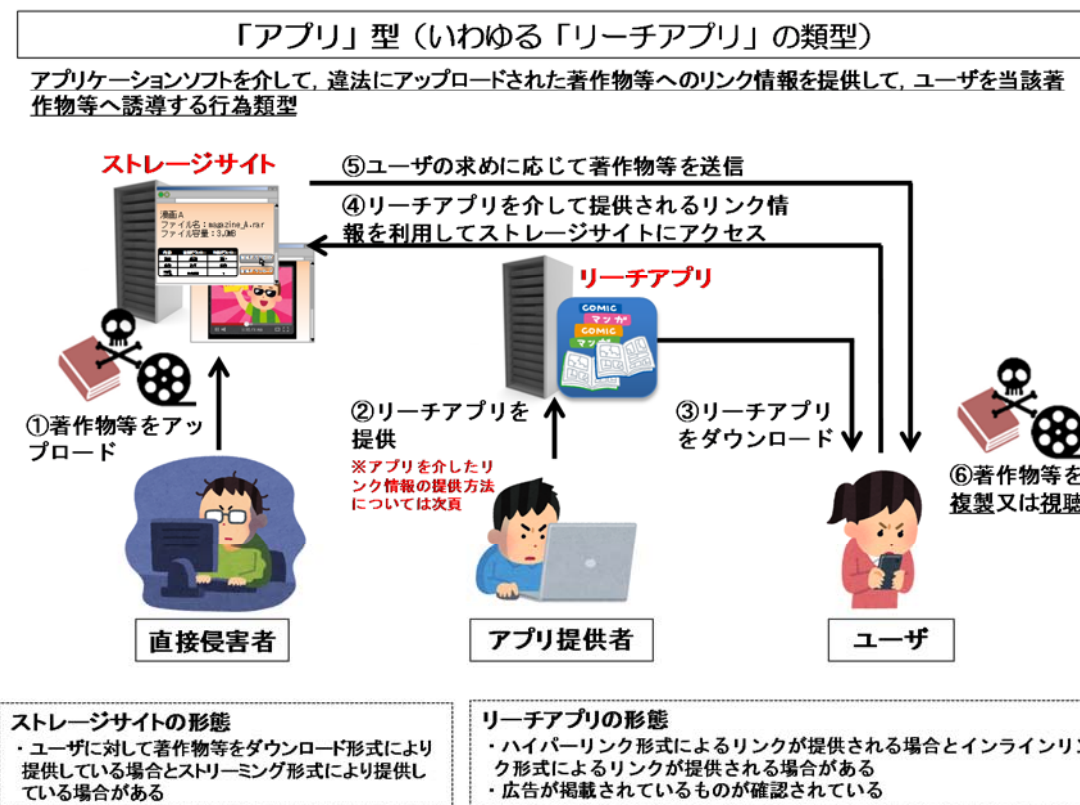 「アプリ」型（いわゆる「リーチアプリ」の類型）
アプリケーションソフトを介して，違法にアップロードされた著作物等へのリンク情報を提供して，ユーザを当該著
作物等へ誘導する行為類型
ストレージサイト
⑤ユーザの求めに応じて著作物等を送信
④リーチアプリを介して提供されるリンク情
報を利用してストレージサイトにアクセス
漫画A
ファイル名：magazine_A.rar
ファイル容量：3.0MB
リーチアプリ
COMIC
マンガ
COMIC
マンガ
①著作物等をアッ
プロード
②リーチアプリを
提供
※アプリを介したリ
ンク情報の提供方法
については次頁
③リーチアプリ
をダウンロード
⑥著作物等を
複製又は視聴
直接侵害者
アプリ提供者
ユーザ
ストレージサイトの形態
・ユーザに対して著作物等をダウンロード形式により
提供している場合とストリーミング形式により提供し
ている場合がある
リーチアプリの形態
・ハイパーリンク形式によるリンクが提供される場合とインラインリン
ク形式によるリンクが提供される場合がある
・広告が掲載されているものが確認されている